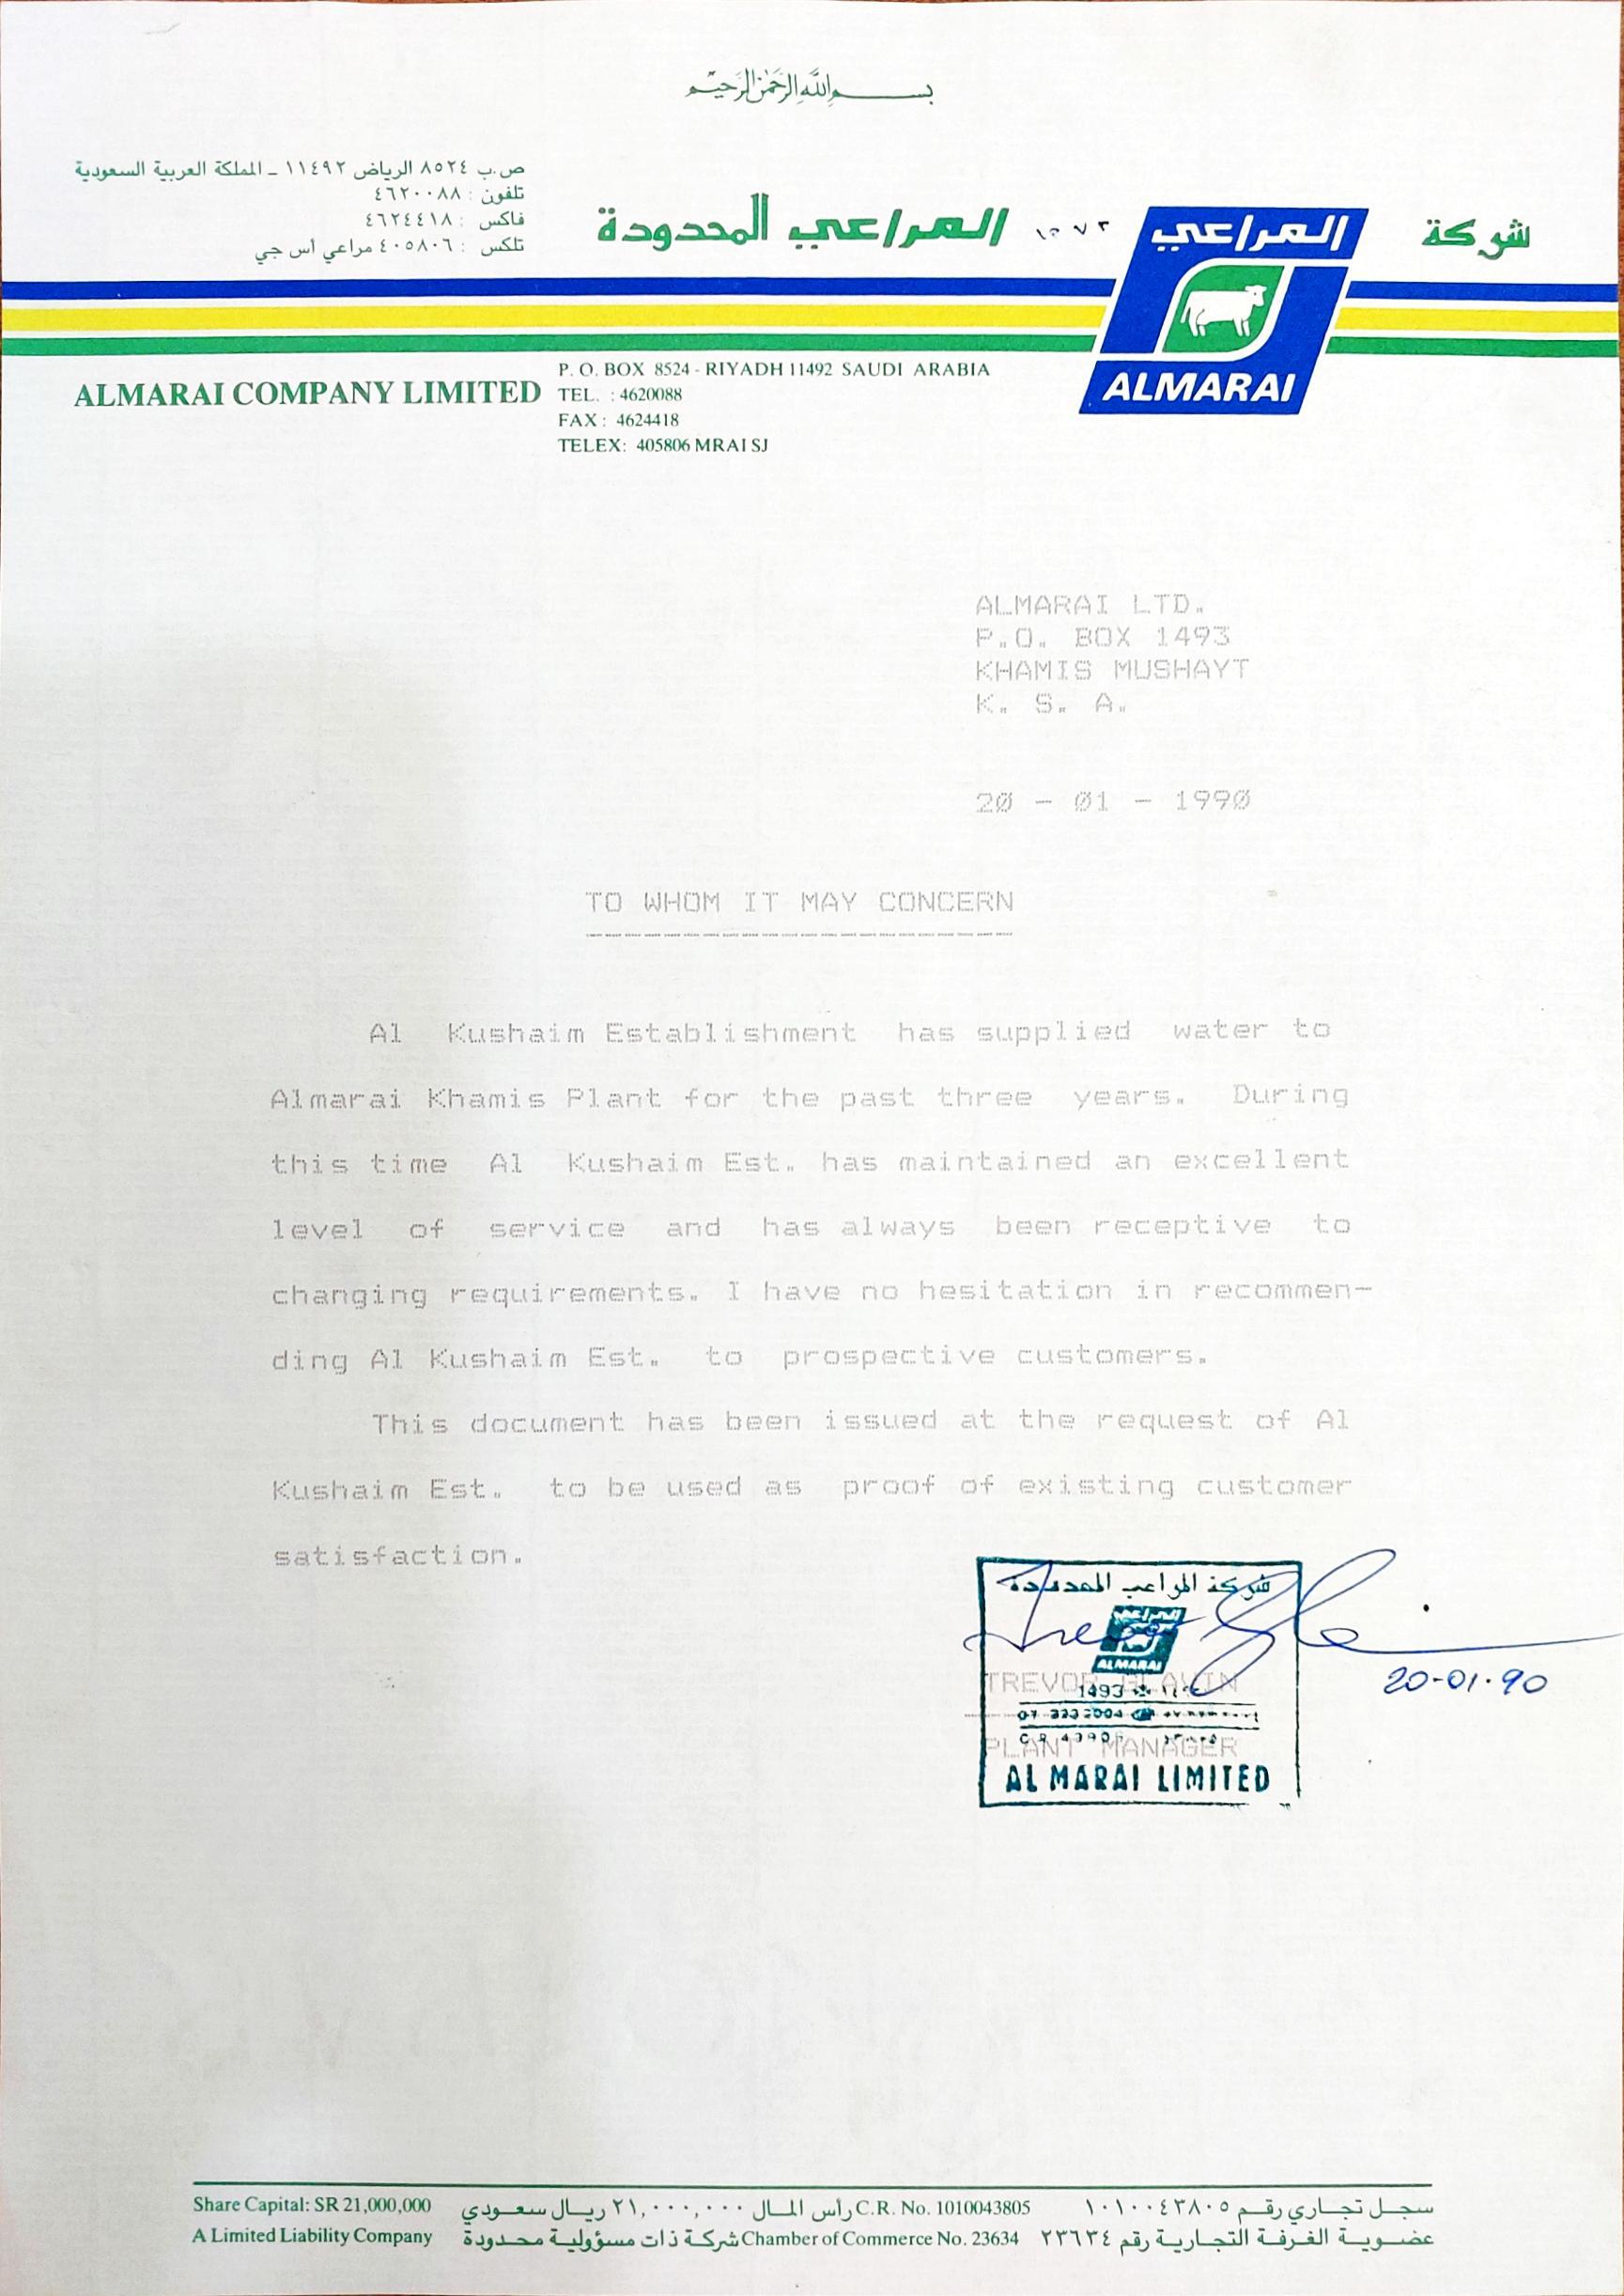 بسم الله الرحمن الرحيم
ص.ب ٨٥٢٤ الرياض ١١٤٩٢ ـ المملكة العربية السعودية
تلفون : ٤٦٢٠٠٨٨
فاكس : ٤٦٢٤٤١٨
تلكس : ٤٠٥٨٠٦ مراعي أس جي
شركة المراعي المحدودة
المراعي
ALMARAI
ALMARAI COMPANY LIMITED
P. O. BOX 8524 - RIYADH 11492 SAUDI ARABIA
TEL. : 4620088
FAX : 4624418
TELEX: 405806 MRAI SJ
ALMARAI LTD.
P.O. BOX 1493
KHAMIS MUSHAYT
K. S. A.
20 - 01 - 1990
TO WHOM IT MAY CONCERN
Al Kushaim Establishment has supplied water to
Almarai Khamis Plant for the past three years. During
this time Al Kushaim Est. has maintained an excellent
level of service and has always been receptive to
changing requirements. I have no hesitation in recommen-
ding Al Kushaim Est. to prospective customers.
This document has been issued at the request of Al
Kushaim Est. to be used as proof of existing customer
satisfaction.
شركة المراعي المحدودة
المراعي
ALMARAI
TREVOR
1493
20-01-90
PLANT MANAGER
AL MARAI LIMITED
Share Capital: SR 21,000,000 رأس المال ٢١,٠٠٠,٠٠٠ ريال سعودي C.R. No. 1010043805 سجل تجاري رقم ١٠١٠٠٤٣٨٠٥
A Limited Liability Company شركة ذات مسؤولية محدودة Chamber of Commerce No. 23634 عضوية الغرفة التجارية رقم ٢٣٦٣٤